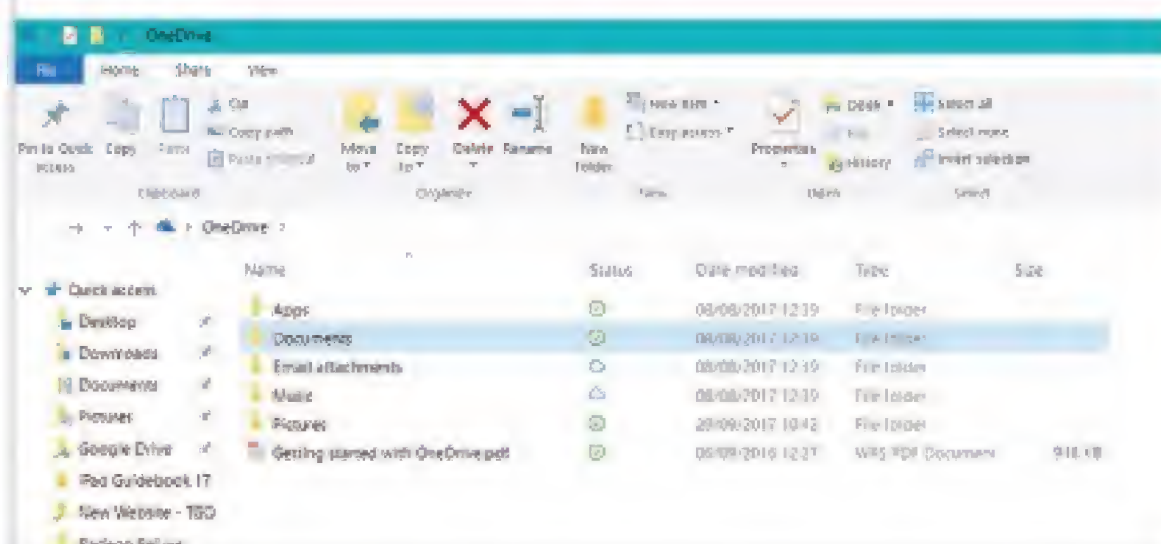 OneDrive
File Home Share View
Pin to Quick access
Copy
Paste
Cut
Copy path
Paste shortcut
Move to
Copy to
Delete
Rename
New folder
New item
Easy access
Properties
Open
Edit
History
Select all
Select none
Invert selection
Clipboard Organize New Open Select
OneDrive
Name Status Date modified Type Size
Quick access
Desktop
Downloads
Documents
Pictures
Google Drive
iPad Guidebook 17
New Website -
Apps 08/08/2017 12:39 File folder
Documents 08/08/2017 12:39 File folder
Email attachments 08/08/2017 12:39 File folder
Music 08/08/2017 12:39 File folder
Pictures 29/09/2017 10:42 File folder
Getting started with OneDrive.pdf WPS PDF Document